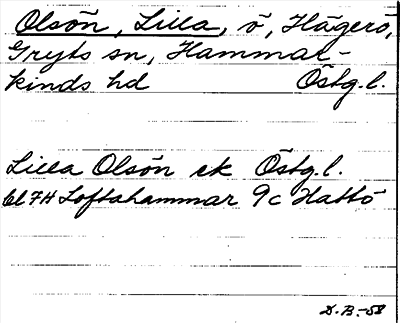 Olsön, Lilla, ö, Hägerö,
Gryts sn, Hammar-
kinds hd Östg.l.
Lilla Olsön ek Östg.l.
bl 7H Loftahammar 9c Hattö
D.B.-58